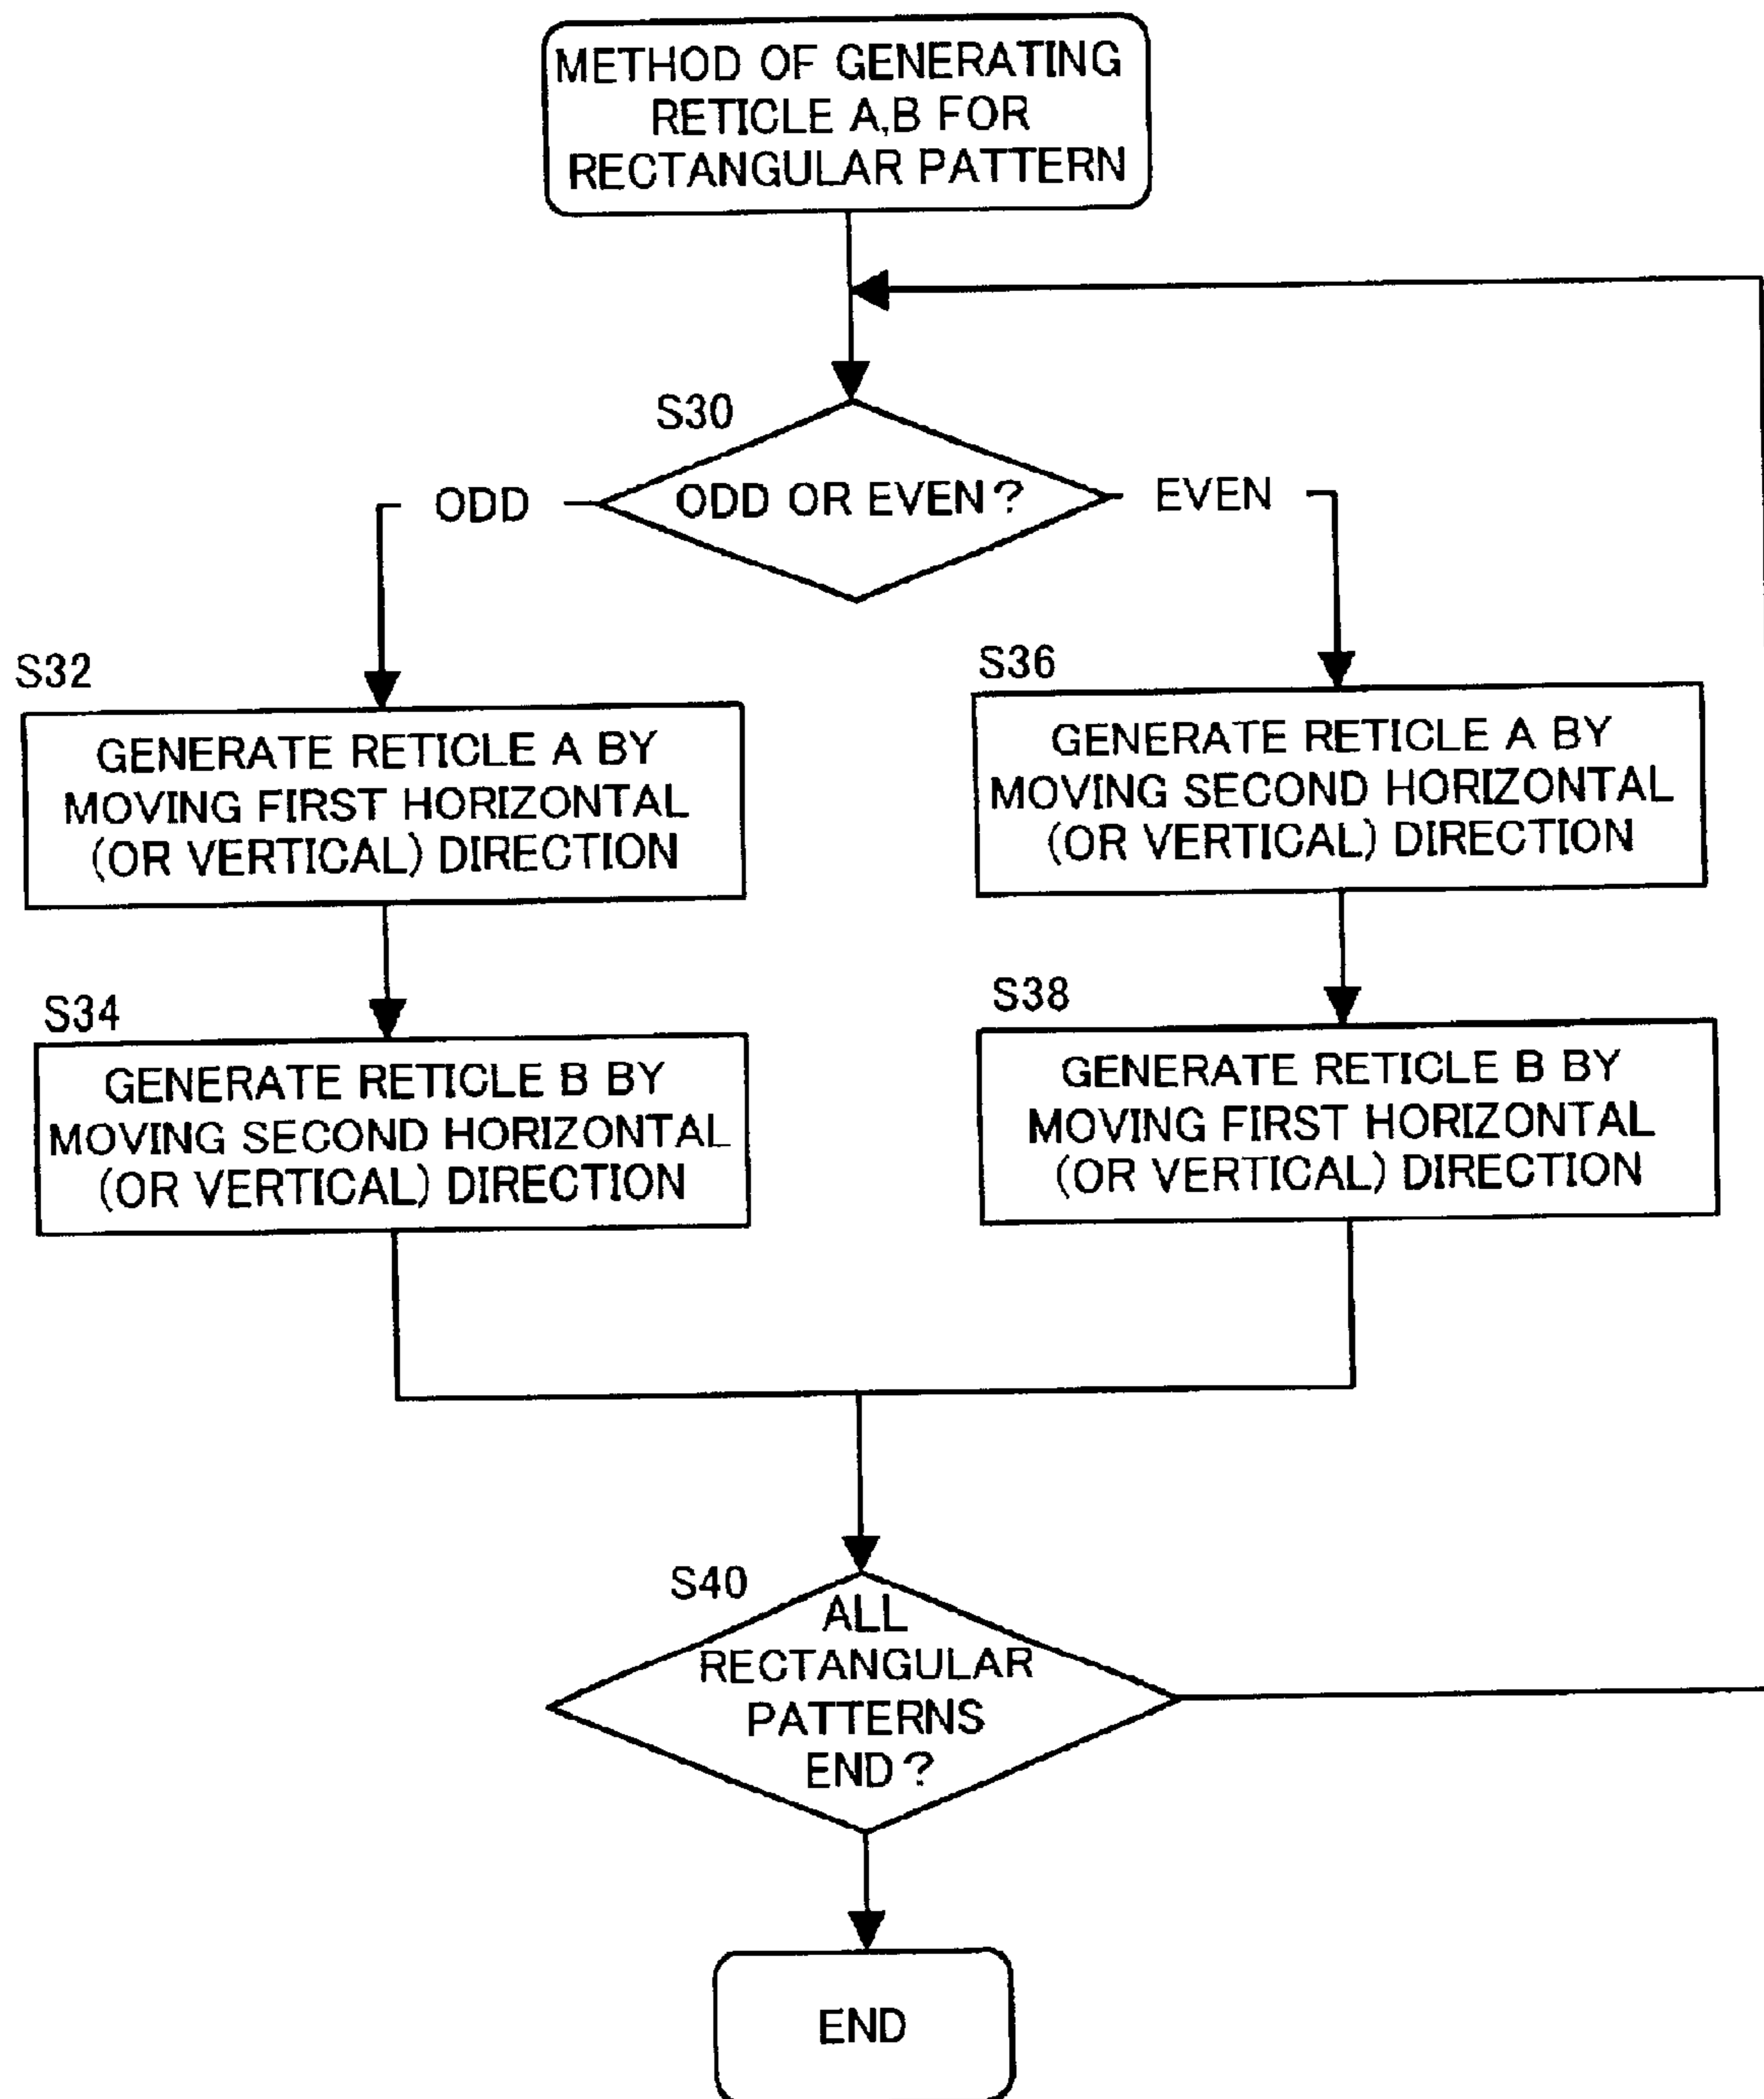 METHOD OF GENERATING
RETICLE A,B FOR
RECTANGULAR PATTERN
S30
ODD OR EVEN?
ODD
EVEN
S32
GENERATE RETICLE A BY
MOVING FIRST HORIZONTAL
(OR VERTICAL) DIRECTION
S36
GENERATE RETICLE A BY
MOVING SECOND HORIZONTAL
(OR VERTICAL) DIRECTION
S34
GENERATE RETICLE B BY
MOVING SECOND HORIZONTAL
(OR VERTICAL) DIRECTION
S38
GENERATE RETICLE B BY
MOVING FIRST HORIZONTAL
(OR VERTICAL) DIRECTION
S40
ALL
RECTANGULAR
PATTERNS
END?
END